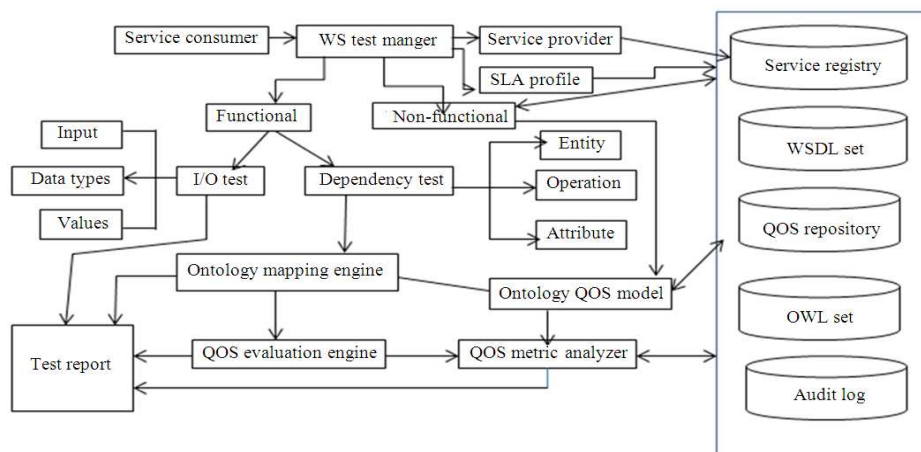 Service consumer
WS test manger
Service provider
Service registry
SLA profile
Functional
Non-functional
Input
Entity
WSDL set
Data types
I/O test
Dependency test
Operation
Values
Attribute
QOS repository
Ontology mapping engine
Ontology QOS model
OWL set
Test report
QOS evaluation engine
QOS metric analyzer
Audit log